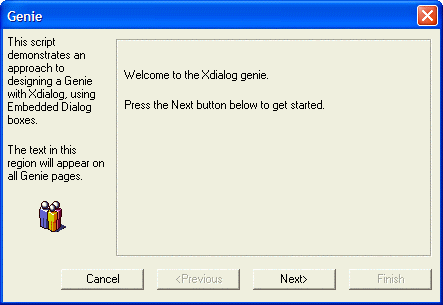 Genie
This script
demonstrates an
approach to
designing a Genie
with Xdialog, using
Embedded Dialog
boxes.
The text in this
region will appear on
all Genie pages.
Welcome to the Xdialog genie.
Press the Next button below to get started.
Cancel
<Previous
Next>
Finish